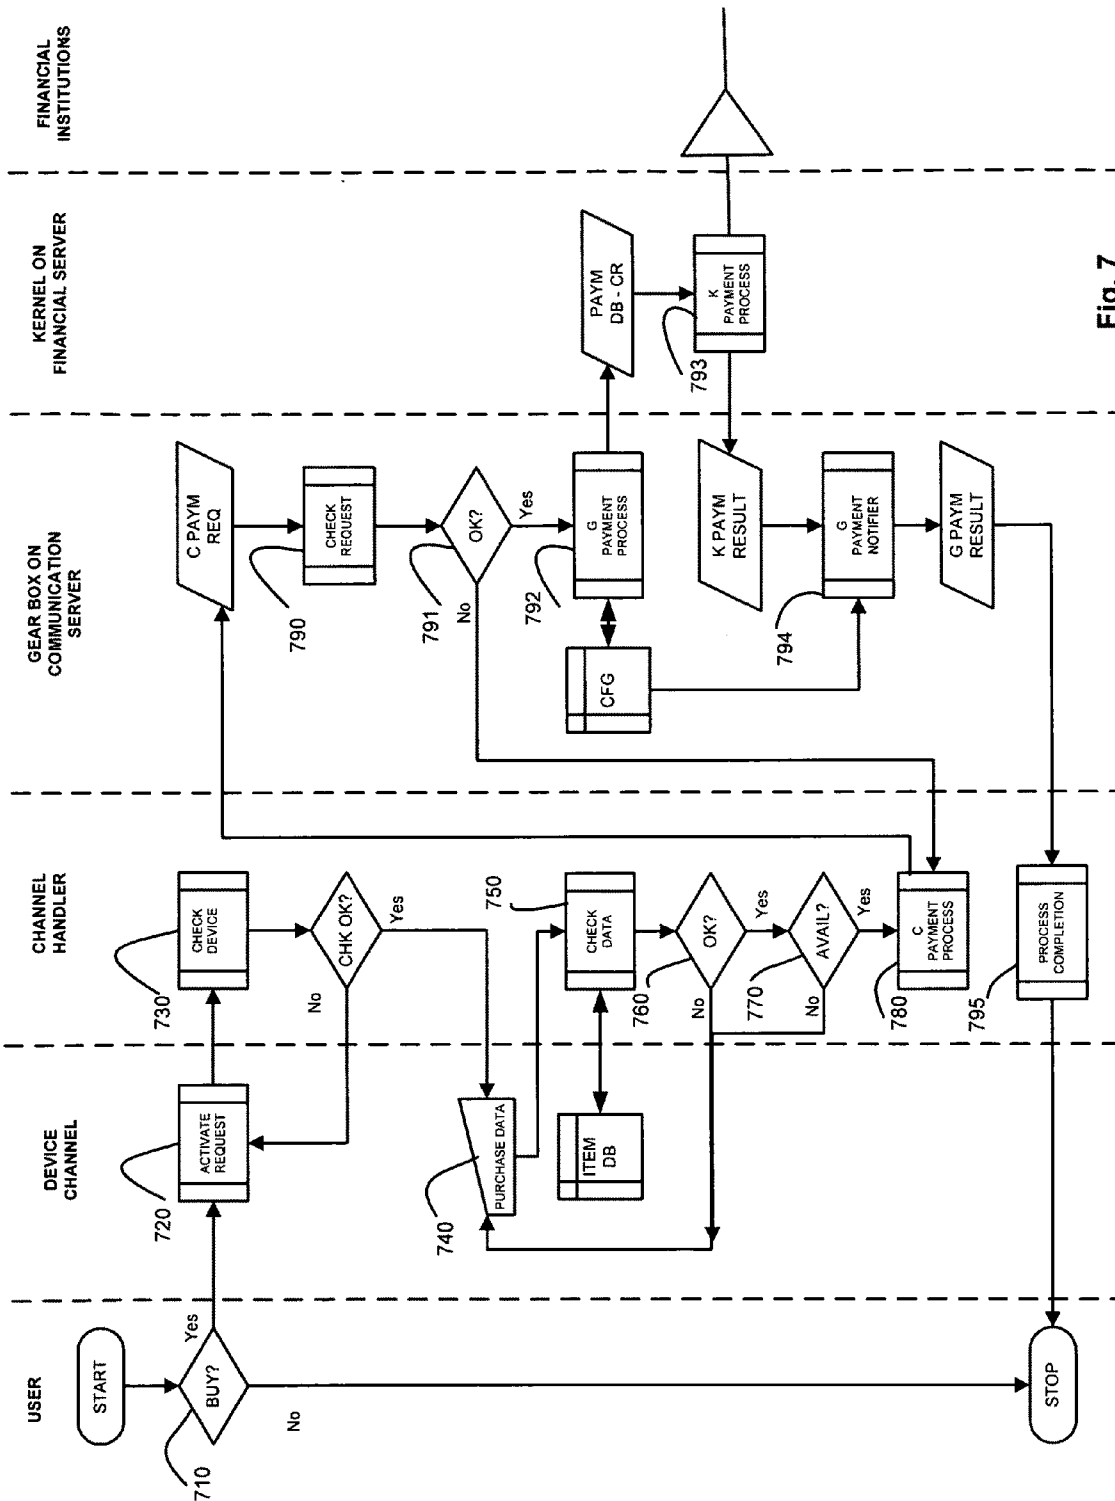 USER
DEVICE
CHANNEL
CHANNEL
HANDLER
GEAR BOX ON
COMMUNICATION
SERVER
KERNEL ON
FINANCIAL SERVER
FINANCIAL
INSTITUTIONS
START
BUY?
Yes
No
710
ACTIVATE
REQUEST
720
CHECK
DEVICE
730
CHK OK?
Yes
No
PURCHASE DATA
740
ITEM
DB
CHECK
DATA
750
OK?
Yes
No
760
AVAIL?
Yes
No
770
C
PAYMENT
PROCESS
780
C PAYM
REQ
CHECK
REQUEST
790
OK?
Yes
No
791
G
PAYMENT
PROCESS
792
CFG
PAYM
DB - CR
K
PAYMENT
PROCESS
793
K PAYM
RESULT
G
PAYMENT
NOTIFIER
794
G PAYM
RESULT
PROCESS
COMPLETION
795
STOP
Fig. 7